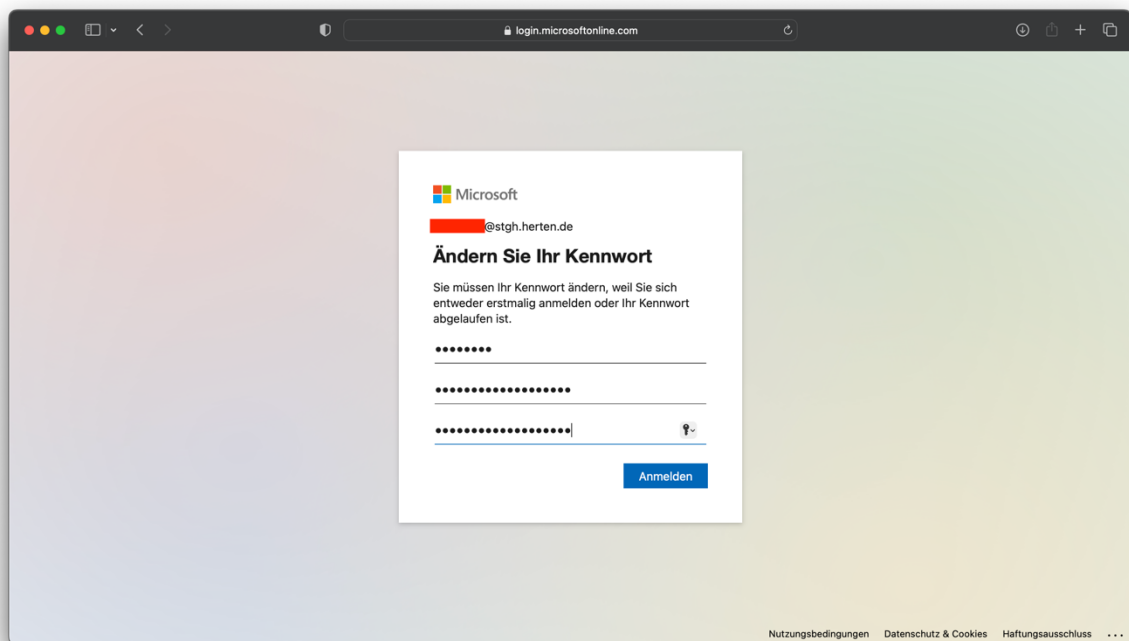 login.microsoftonline.com
Microsoft
@stgh.herten.de
Ändern Sie Ihr Kennwort
Sie müssen Ihr Kennwort ändern, weil Sie sich
entweder erstmalig anmelden oder Ihr Kennwort
abgelaufen ist.
Anmelden
Nutzungsbedingungen Datenschutz & Cookies Haftungsausschluss ...